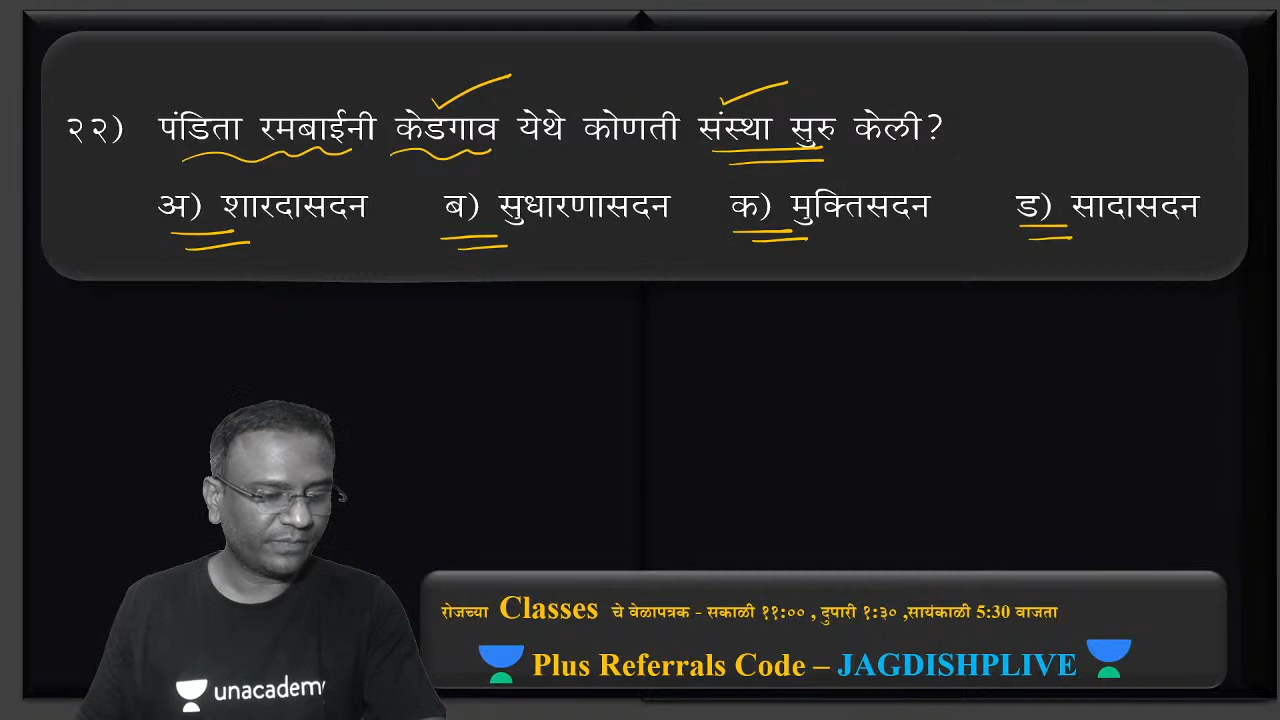 २२) पंडिता रमबाईनी केडगाव येथे कोणती संस्था सुरु केली?
अ) शारदासदन ब) सुधारणासदन क) मुक्तिसदन ड) सादासदन
रोजच्या Classes चे वेळापत्रक - सकाळी ११:०० , दुपारी १:३० ,सायंकाळी 5:30 वाजता
Plus Referrals Code – JAGDISHPLIVE
unacademy